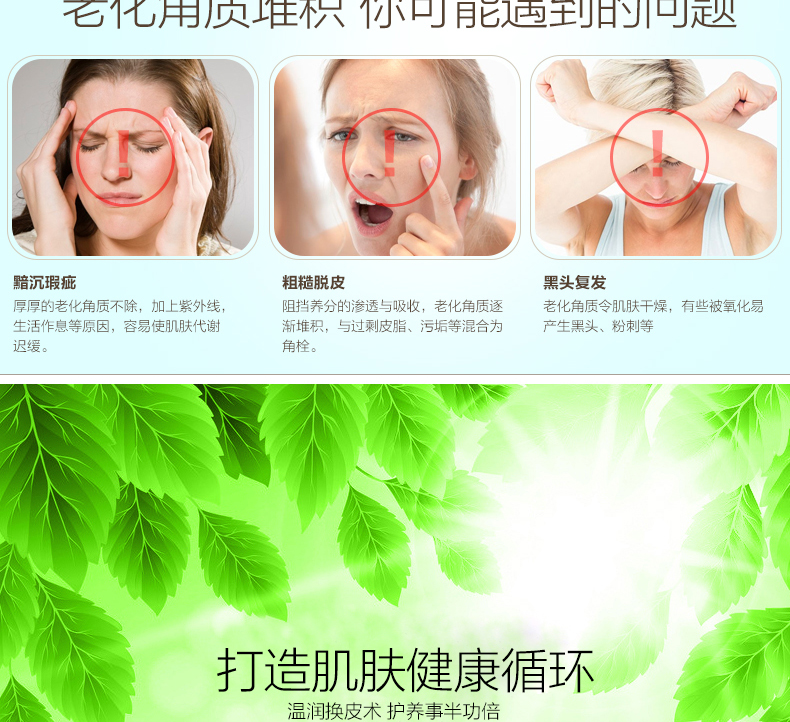 老化角质堆积 你可能遇到的问题
黯沉瑕疵
厚厚的老化角质不除，加上紫外线，
生活作息等原因，容易使肌肤代谢
迟缓。
粗糙脱皮
阻挡养分的渗透与吸收，老化角质逐
渐堆积，与过剩皮脂、污垢等混合为
角栓。
黑头复发
老化角质令肌肤干燥，有些被氧化易
产生黑头、粉刺等
打造肌肤健康循环
温润换皮术 护养事半功倍